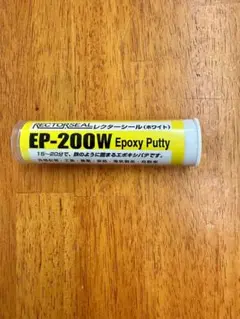 RECTORSEAL レクターシール(ホワイト)
EP-200W Epoxy Putty
15~20分で、鉄のように固まるエポキシパテです。